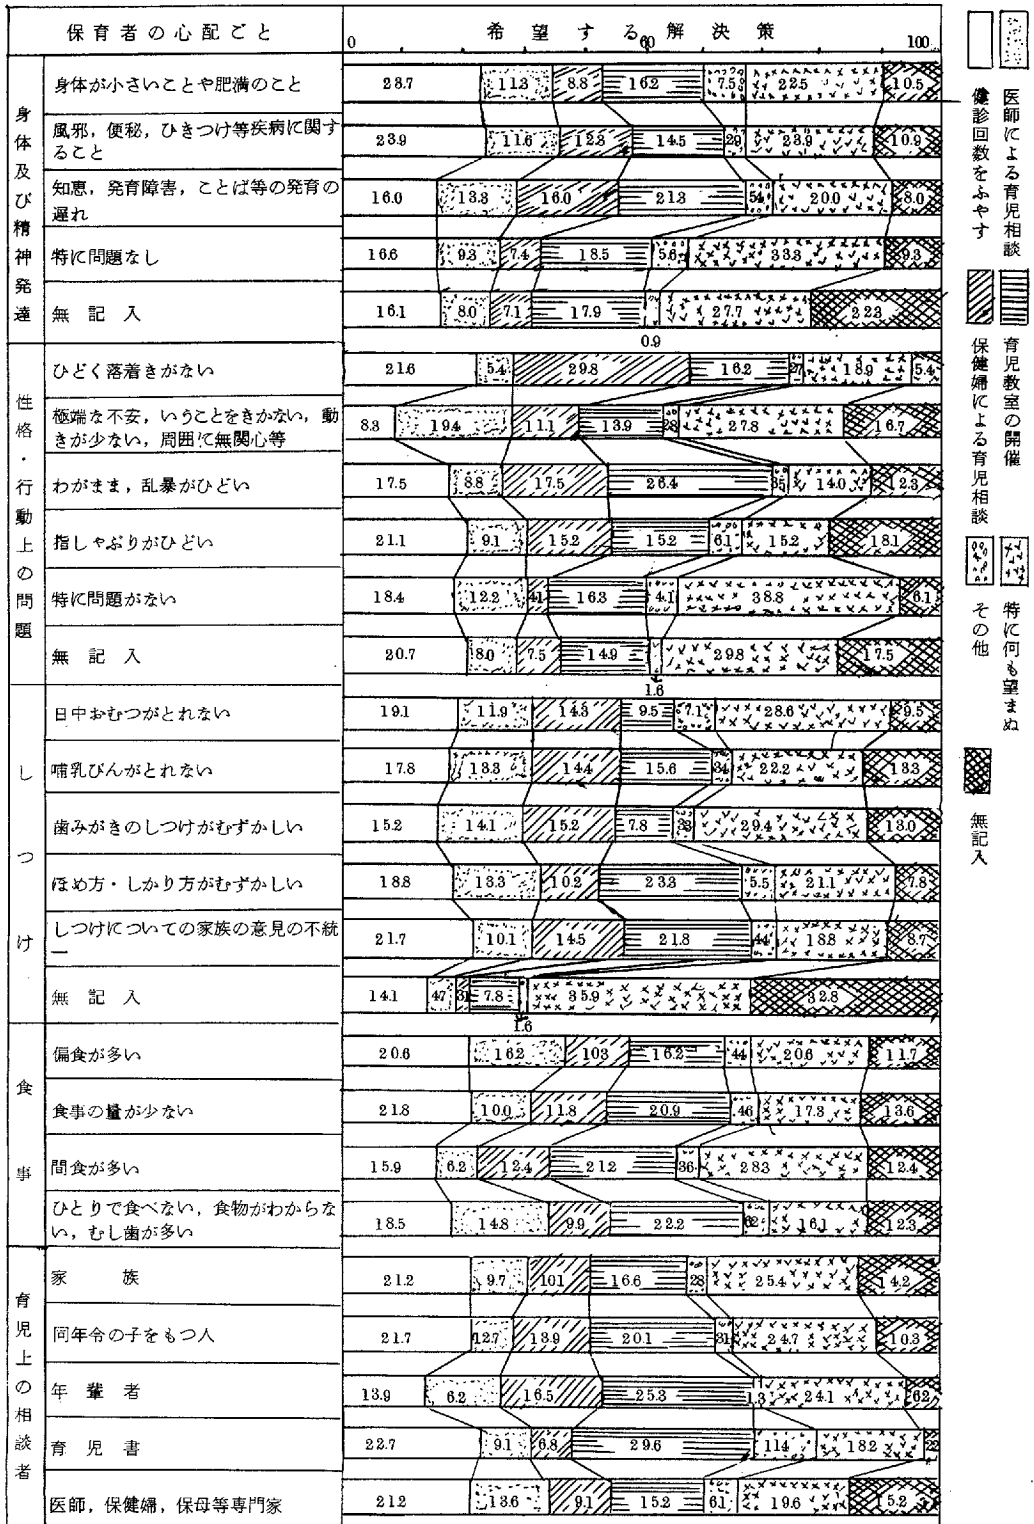 保育者の心配ごと
希望する解決策
0 60 100
身体及び精神発達
身体が小さいことや肥満のこと
23.7 11.3 8.8 16.2 7.5 22.5 10.5
風邪，便秘，ひきつけ等疾病に関す
ること
23.9 11.6 12.3 14.5 2.9 23.9 10.9
知恵，発育障害，ことば等の発育の
遅れ
16.0 13.3 16.0 21.3 5.4 20.0 8.0
特に問題なし
16.6 9.3 7.4 18.5 5.6 33.3 9.3
無記入
16.1 8.0 7.1 17.9 27.7 22.3
0.9
性格・行動上の問題
ひどく落着きがない
21.6 5.4 29.8 16.2 2.7 18.9 5.4
極端な不安，いうことをきかない，動
きが少ない，周囲に無関心等
8.3 19.4 11.1 13.9 2.8 27.8 16.7
わがまま，乱暴がひどい
17.5 8.8 17.5 26.4 3.5 14.0 12.3
指しゃぶりがひどい
21.1 9.1 15.2 15.2 6.1 15.2 18.1
特に問題がない
18.4 12.2 4.1 16.3 4.1 38.8 6.1
無記入
20.7 8.0 7.5 14.9 29.8 17.5
1.6
しつけ
日中おむつがとれない
19.1 11.9 14.3 9.5 7.1 28.6 9.5
哺乳びんがとれない
17.8 13.3 14.4 15.6 3.4 22.2 13.3
歯みがきのしつけがむずかしい
15.2 14.1 15.2 7.8 3.3 29.4 13.0
ほめ方・しかり方がむずかしい
18.8 13.3 10.2 23.3 5.5 21.1 7.8
しつけについての家族の意見の不統
一
21.7 10.1 14.5 21.8 4.4 18.8 8.7
無記入
14.1 4.7 3.1 7.8 35.9 32.8
1.6
食事
偏食が多い
20.6 16.2 10.3 16.2 4.4 20.6 11.7
食事の量が少ない
21.8 10.0 11.8 20.9 4.6 17.3 13.6
間食が多い
15.9 6.2 12.4 21.2 3.6 28.3 12.4
ひとりで食べない，食物がわからな
い，むし歯が多い
18.5 14.8 9.9 22.2 6.2 16.1 12.3
育児上の相談者
家族
21.2 9.7 10.1 16.6 2.8 25.4 14.2
同年令の子をもつ人
21.7 12.7 13.9 20.1 3.1 24.7 10.3
年輩者
13.9 6.2 16.5 25.3 1.3 24.1 6.2
育児書
22.7 9.1 6.8 29.6 11.4 18.2 2.2
医師，保健婦，保母等専門家
21.2 13.6 9.1 15.2 6.1 19.6 15.2
医師による育児相談
健診回数をふやす
育児教室の開催
保健婦による育児相談
特に何も望まぬ
その他
無記入